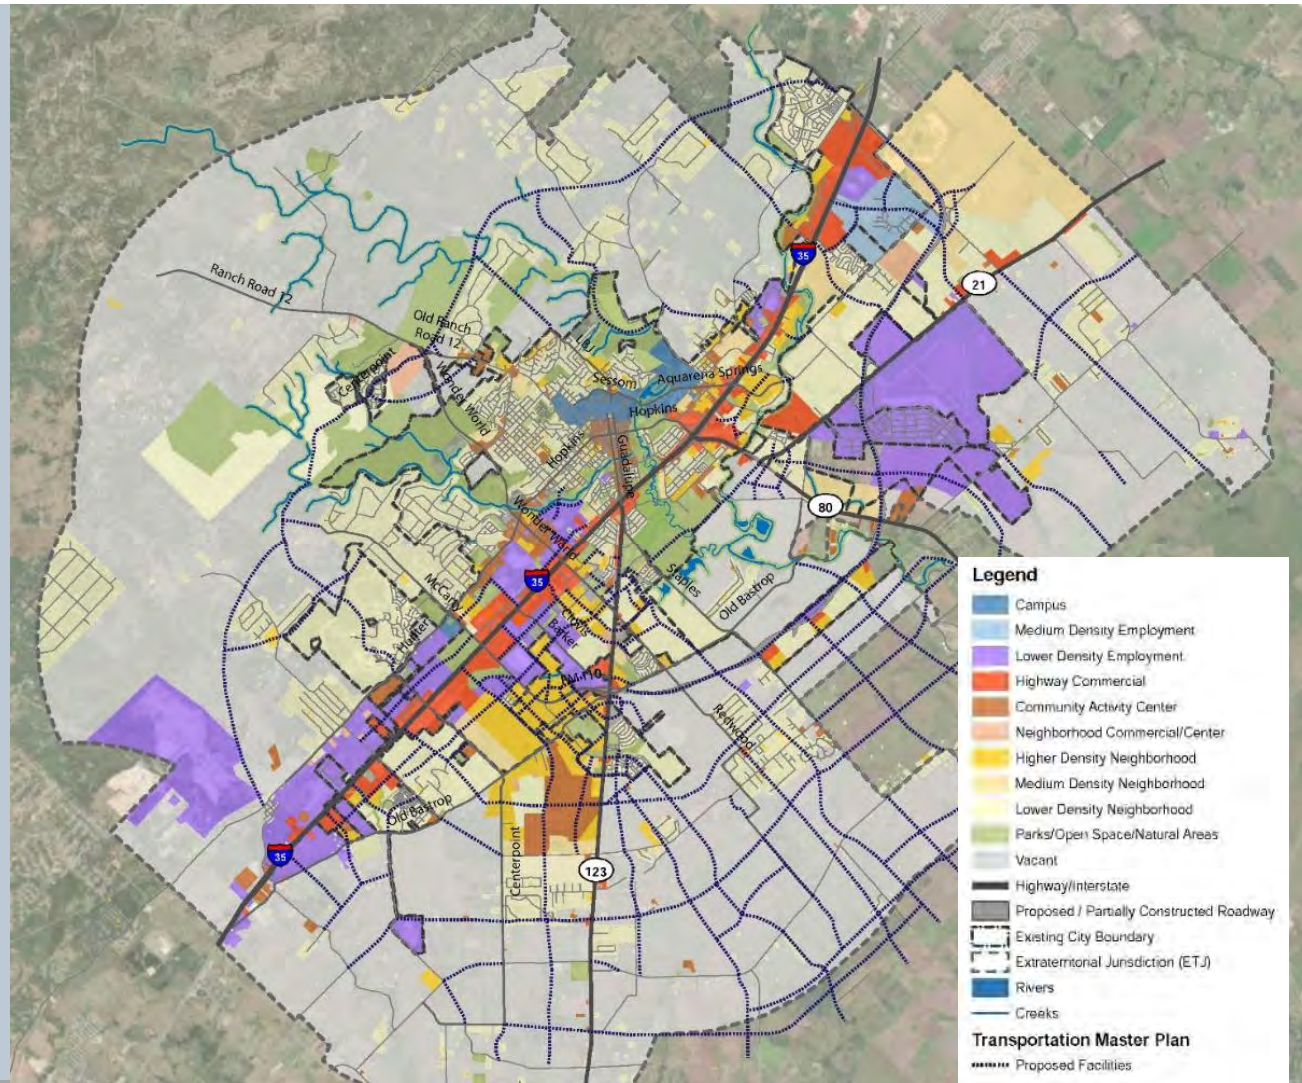 35
21
Ranch Road 12
Old Ranch
Road 12
Centerpoint
Wonder World
LBJ
Sessom
Aquarena Springs
Hopkins
Hopkins
Guadalupe
80
Wonderworld
35
Staples
Old Bastrop
McCarty
Hunter
Clovis
Barker
FM 110
Redwood
Old Bastrop
35
Centerpoint
123
Legend
Campus
Medium Density Employment
Lower Density Employment
Highway Commercial
Community Activity Center
Neighborhood Commercial/Center
Higher Density Neighborhood
Medium Density Neighborhood
Lower Density Neighborhood
Parks/Open Space/Natural Areas
Vacant
Highway/Interstate
Proposed / Partially Constructed Roadway
Existing City Boundary
Extraterritorial Jurisdiction (ETJ)
Rivers
Creeks
Transportation Master Plan
Proposed Facilities